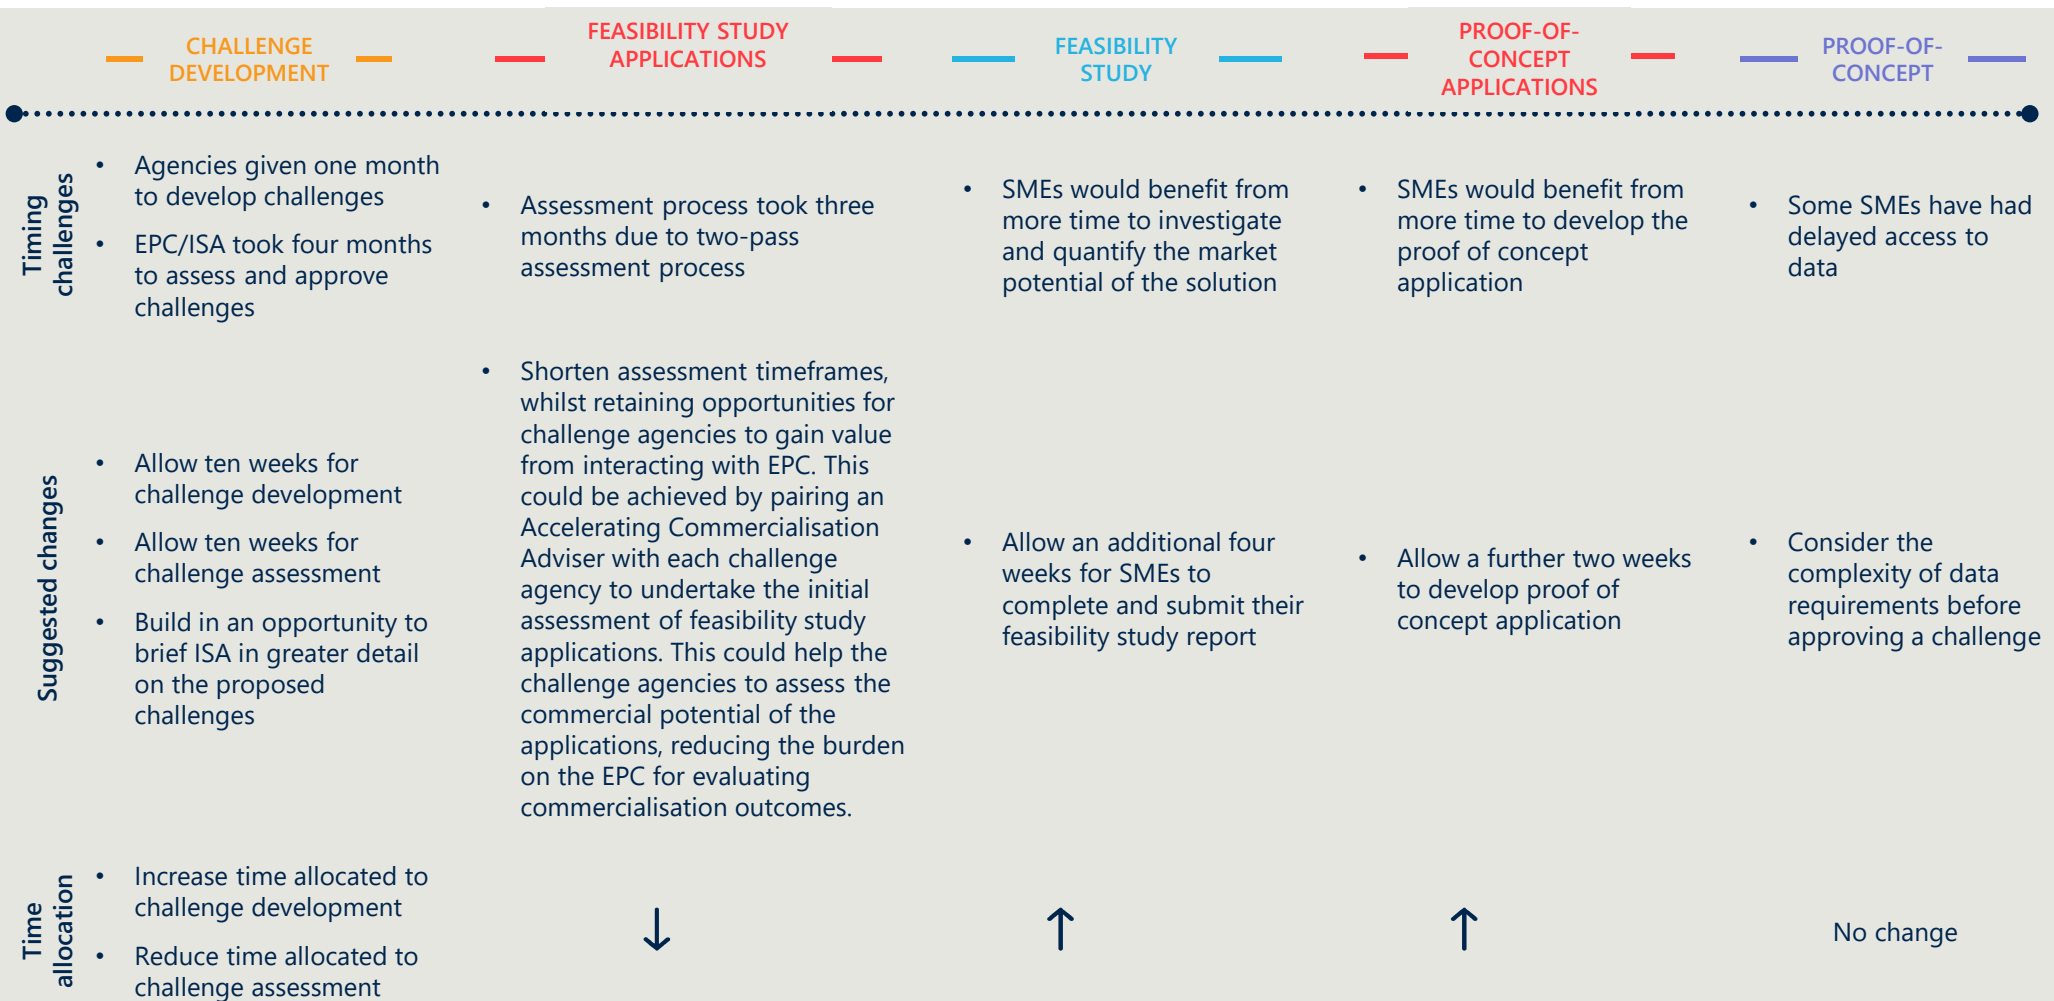 CHALLENGE
DEVELOPMENT
FEASIBILITY STUDY
APPLICATIONS
FEASIBILITY
STUDY
PROOF-OF-
CONCEPT
APPLICATIONS
PROOF-OF-
CONCEPT
Timing
challenges
• Agencies given one month
to develop challenges
• EPC/ISA took four months
to assess and approve
challenges
• Assessment process took three
months due to two-pass
assessment process
• SMEs would benefit from
more time to investigate
and quantify the market
potential of the solution
• SMEs would benefit from
more time to develop the
proof of concept
application
• Some SMEs have had
delayed access to
data
Suggested changes
• Allow ten weeks for
challenge development
• Allow ten weeks for
challenge assessment
• Build in an opportunity to
brief ISA in greater detail
on the proposed
challenges
• Shorten assessment timeframes,
whilst retaining opportunities for
challenge agencies to gain value
from interacting with EPC. This
could be achieved by pairing an
Accelerating Commercialisation
Adviser with each challenge
agency to undertake the initial
assessment of feasibility study
applications. This could help the
challenge agencies to assess the
commercial potential of the
applications, reducing the burden
on the EPC for evaluating
commercialisation outcomes.
• Allow an additional four
weeks for SMEs to
complete and submit their
feasibility study report
• Allow a further two weeks
to develop proof of
concept application
• Consider the
complexity of data
requirements before
approving a challenge
Time
allocation
• Increase time allocated to
challenge development
• Reduce time allocated to
challenge assessment
↓
↑
↑
No change